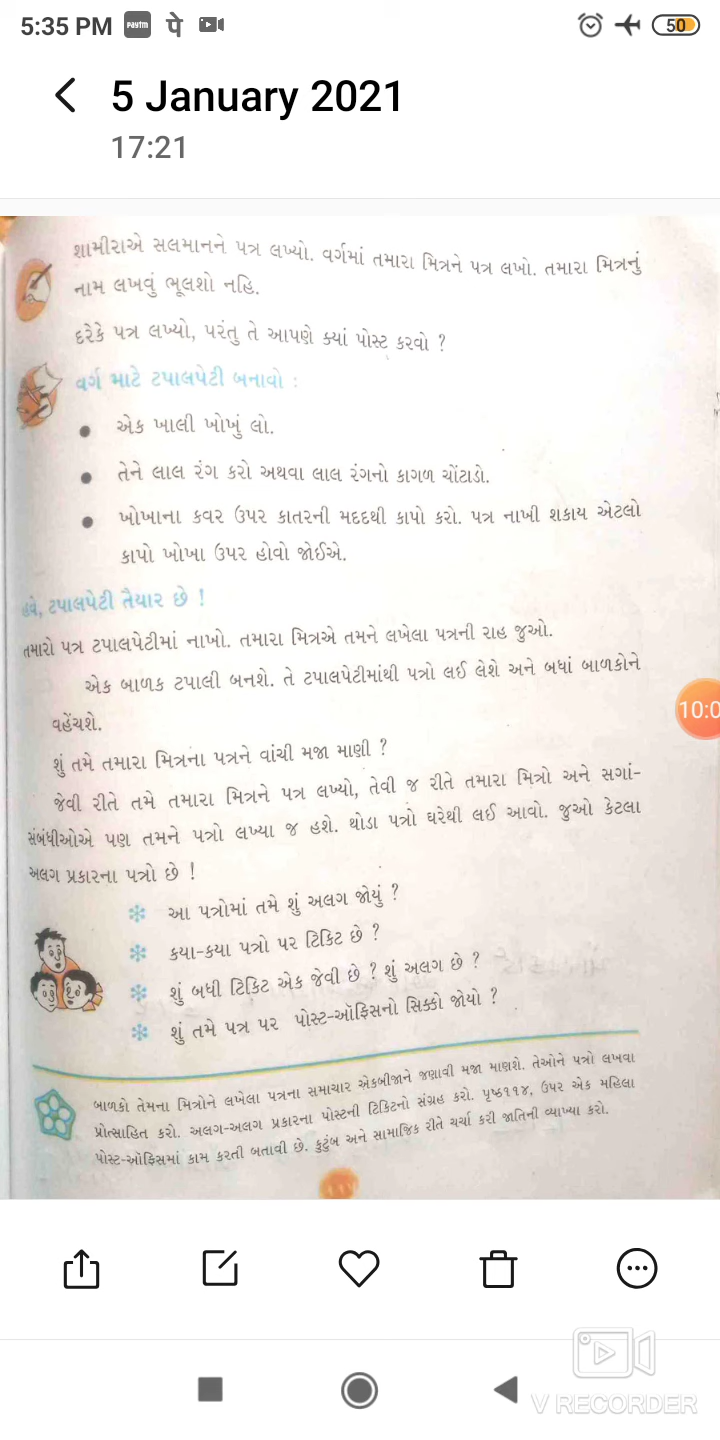 5:35 PM Paytm पे 50
5 January 2021
17:21
શામીરાએ સલમાનને પત્ર લખ્યો. વર્ગમાં તમારા મિત્રને પત્ર લખો. તમારા મિત્રનું
નામ લખવું ભૂલશો નહિ.
દરેકે પત્ર લખ્યો, પરંતુ તે આપણે ક્યાં પોસ્ટ કરવો ?
વર્ગ માટે ટપાલપેટી બનાવો :
● એક ખાલી ખોખું લો.
● તેને લાલ રંગ કરો અથવા લાલ રંગનો કાગળ ચોંટાડો.
● ખોખાના કવર ઉપર કાતરની મદદથી કાપો કરો. પત્ર નાખી શકાય એટલો
કાપો ખોખા ઉપર હોવો જોઈએ.
હવે, ટપાલપેટી તૈયાર છે !
તમારો પત્ર ટપાલપેટીમાં નાખો. તમારા મિત્રએ તમને લખેલા પત્રની રાહ જુઓ.
એક બાળક ટપાલી બનશે. તે ટપાલપેટીમાંથી પત્રો લઈ લેશે અને બધાં બાળકોને
વહેંચશે.
10:0
શું તમે તમારા મિત્રના પત્રને વાંચી મજા માણી ?
જેવી રીતે તમે તમારા મિત્રને પત્ર લખ્યો, તેવી જ રીતે તમારા મિત્રો અને સગાં-
સંબંધીઓએ પણ તમને પત્રો લખ્યા જ હશે. થોડા પત્રો ઘરેથી લઈ આવો. જુઓ કેટલા
અલગ પ્રકારના પત્રો છે !
❇ આ પત્રોમાં તમે શું અલગ જોયું ?
❇ કયા-કયા પત્રો પર ટિકિટ છે ?
❇ શું બધી ટિકિટ એક જેવી છે ? શું અલગ છે ?
❇ શું તમે પત્ર પર પોસ્ટ-ઑફિસનો સિક્કો જોયો ?
બાળકો તેમના મિત્રોને લખેલા પત્રના સમાચાર એકબીજાને જણાવી મજા માણશે. તેઓને પત્રો લખવા
પ્રોત્સાહિત કરો. અલગ-અલગ પ્રકારના પોસ્ટની ટિકિટનો સંગ્રહ કરો. પૃષ્ઠ ૧૧૪, ઉપર એક મહિલા
પોસ્ટ-ઑફિસમાં કામ કરતી બતાવી છે. કુટુંબ અને સામાજિક રીતે ચર્ચા કરી જાતિની વ્યાખ્યા કરો.
V RECORDER